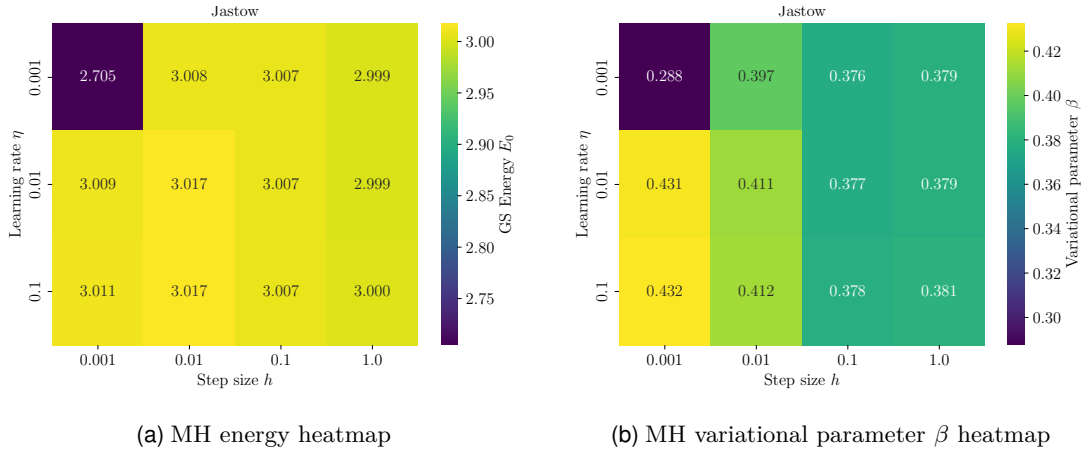 Jastow
Learning rate η
0.001
2.705 3.008 3.007 2.999
0.01
3.009 3.017 3.007 2.999
0.1
3.011 3.017 3.007 3.000
0.001 0.01 0.1 1.0
Step size h
3.00
2.95
2.90
2.85
2.80
2.75
GS Energy E₀
(a) MH energy heatmap
Jastow
Learning rate η
0.001
0.288 0.397 0.376 0.379
0.01
0.431 0.411 0.377 0.379
0.1
0.432 0.412 0.378 0.381
0.001 0.01 0.1 1.0
Step size h
0.42
0.40
0.38
0.36
0.34
0.32
0.30
Variational parameter β
(b) MH variational parameter β heatmap